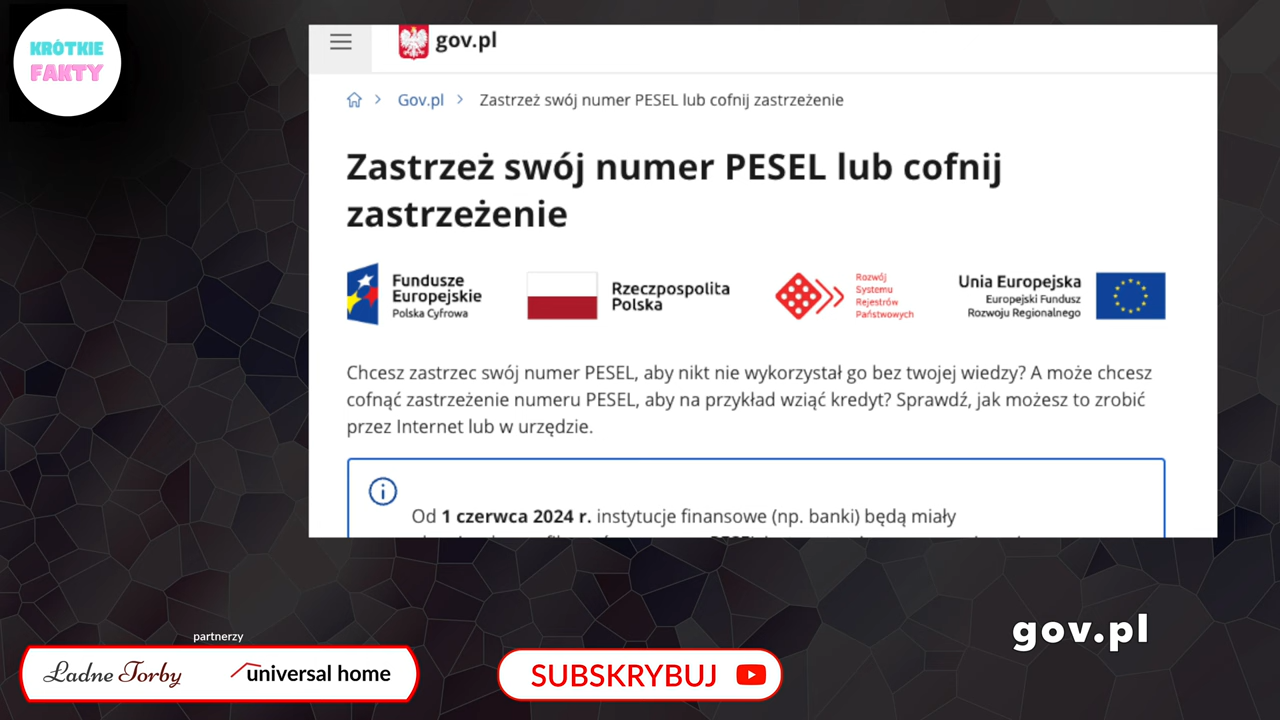 KRÓTKIE
FAKTY
gov.pl
Gov.pl
Zastrzeż swój numer PESEL lub cofnij zastrzeżenie
Zastrzeż swój numer PESEL lub cofnij
zastrzeżenie
Fundusze
Europejskie
Polska Cyfrowa
Rzeczpospolita
Polska
Rozwój
Systemu
Rejestrów
Państwowych
Unia Europejska
Europejski Fundusz
Rozwoju Regionalnego
Chcesz zastrzec swój numer PESEL, aby nikt nie wykorzystał go bez twojej wiedzy? A może chcesz
cofnąć zastrzeżenie numeru PESEL, aby na przykład wziąć kredyt? Sprawdź, jak możesz to zrobić
przez Internet lub w urzędzie.
Od 1 czerwca 2024 r. instytucje finansowe (np. banki) będą miały
gov.pl
partnerzy
Ładne Torby
universal home
SUBSKRYBUJ